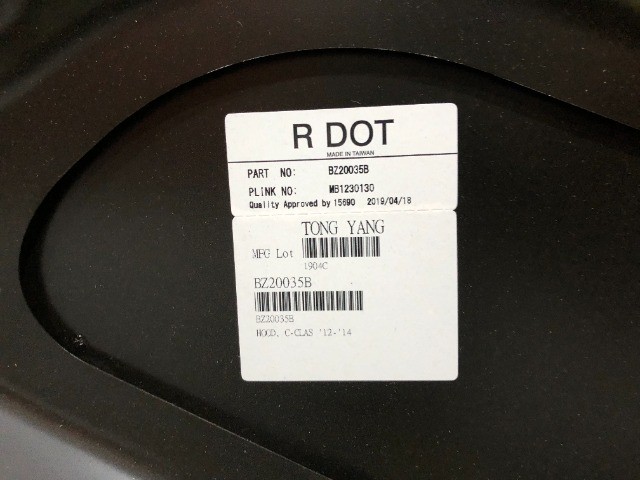 R DOT
MADE IN TAIWAN
PART NO: BZ20035B
PLINK NO: MB1230130
Quality Approved by 15690 2019/04/18
TONG YANG
MFG Lot
1904C
BZ20035B
BZ20035B
HOOD, C-CLAS '12-'14